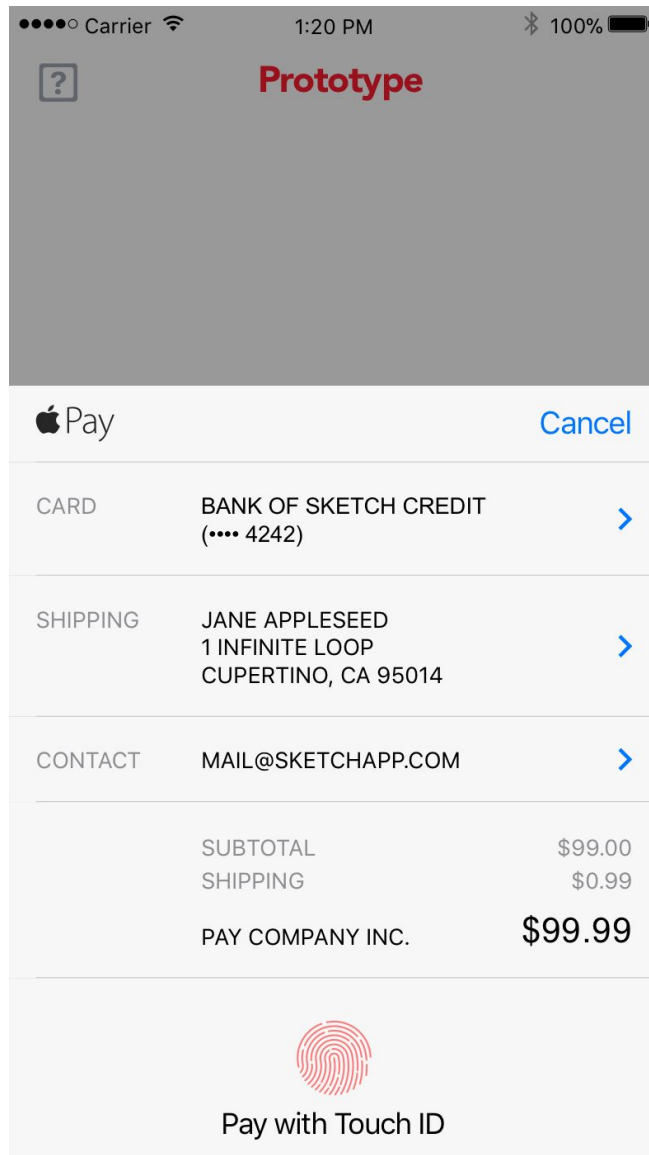 Carrier 1:20 PM 100%
?
Prototype
Pay Cancel
CARD BANK OF SKETCH CREDIT
(•••• 4242)
SHIPPING JANE APPLESEED
1 INFINITE LOOP
CUPERTINO, CA 95014
CONTACT MAIL@SKETCHAPP.COM
SUBTOTAL $99.00
SHIPPING $0.99
PAY COMPANY INC. $99.99
Pay with Touch ID